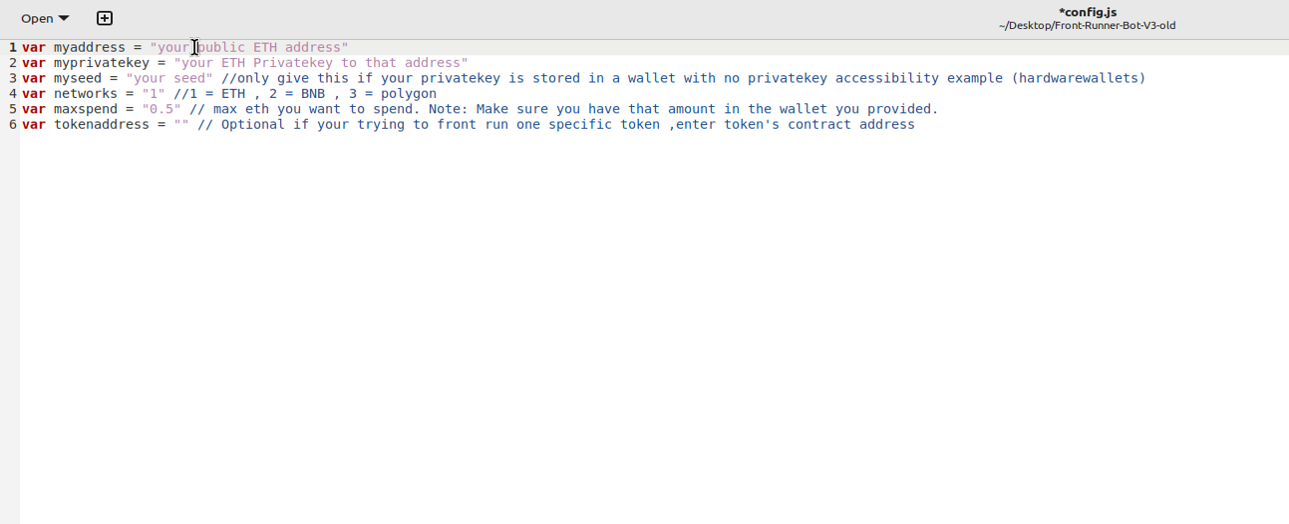 Open
*config.js
~/Desktop/Front-Runner-Bot-V3-old
1 var myaddress = "your public ETH address"
2 var myprivatekey = "your ETH Privatekey to that address"
3 var myseed = "your seed" //only give this if your privatekey is stored in a wallet with no privatekey accessibility example (hardwarewallets)
4 var networks = "1" //1 = ETH , 2 = BNB , 3 = polygon
5 var maxspend = "0.5" // max eth you want to spend. Note: Make sure you have that amount in the wallet you provided.
6 var tokenaddress = "" // Optional if your trying to front run one specific token ,enter token's contract address